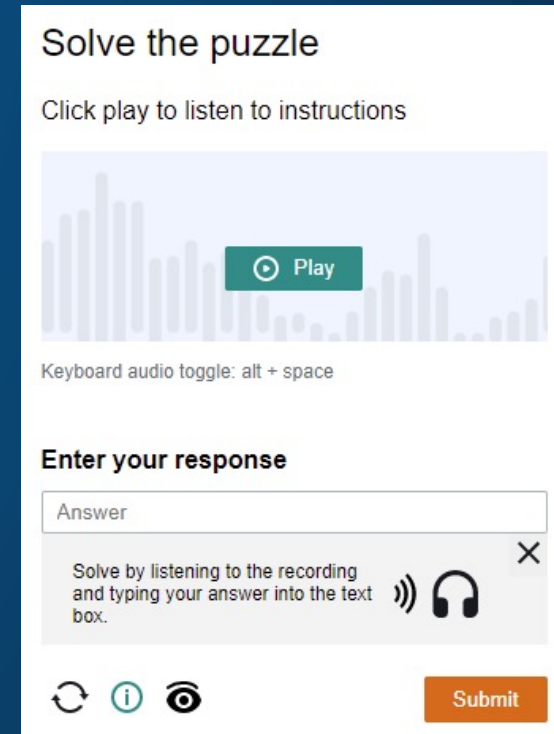 Solve the puzzle
Click play to listen to instructions
Play
Keyboard audio toggle: alt + space
Enter your response
Answer
Solve by listening to the recording
and typing your answer into the text
box.
Submit